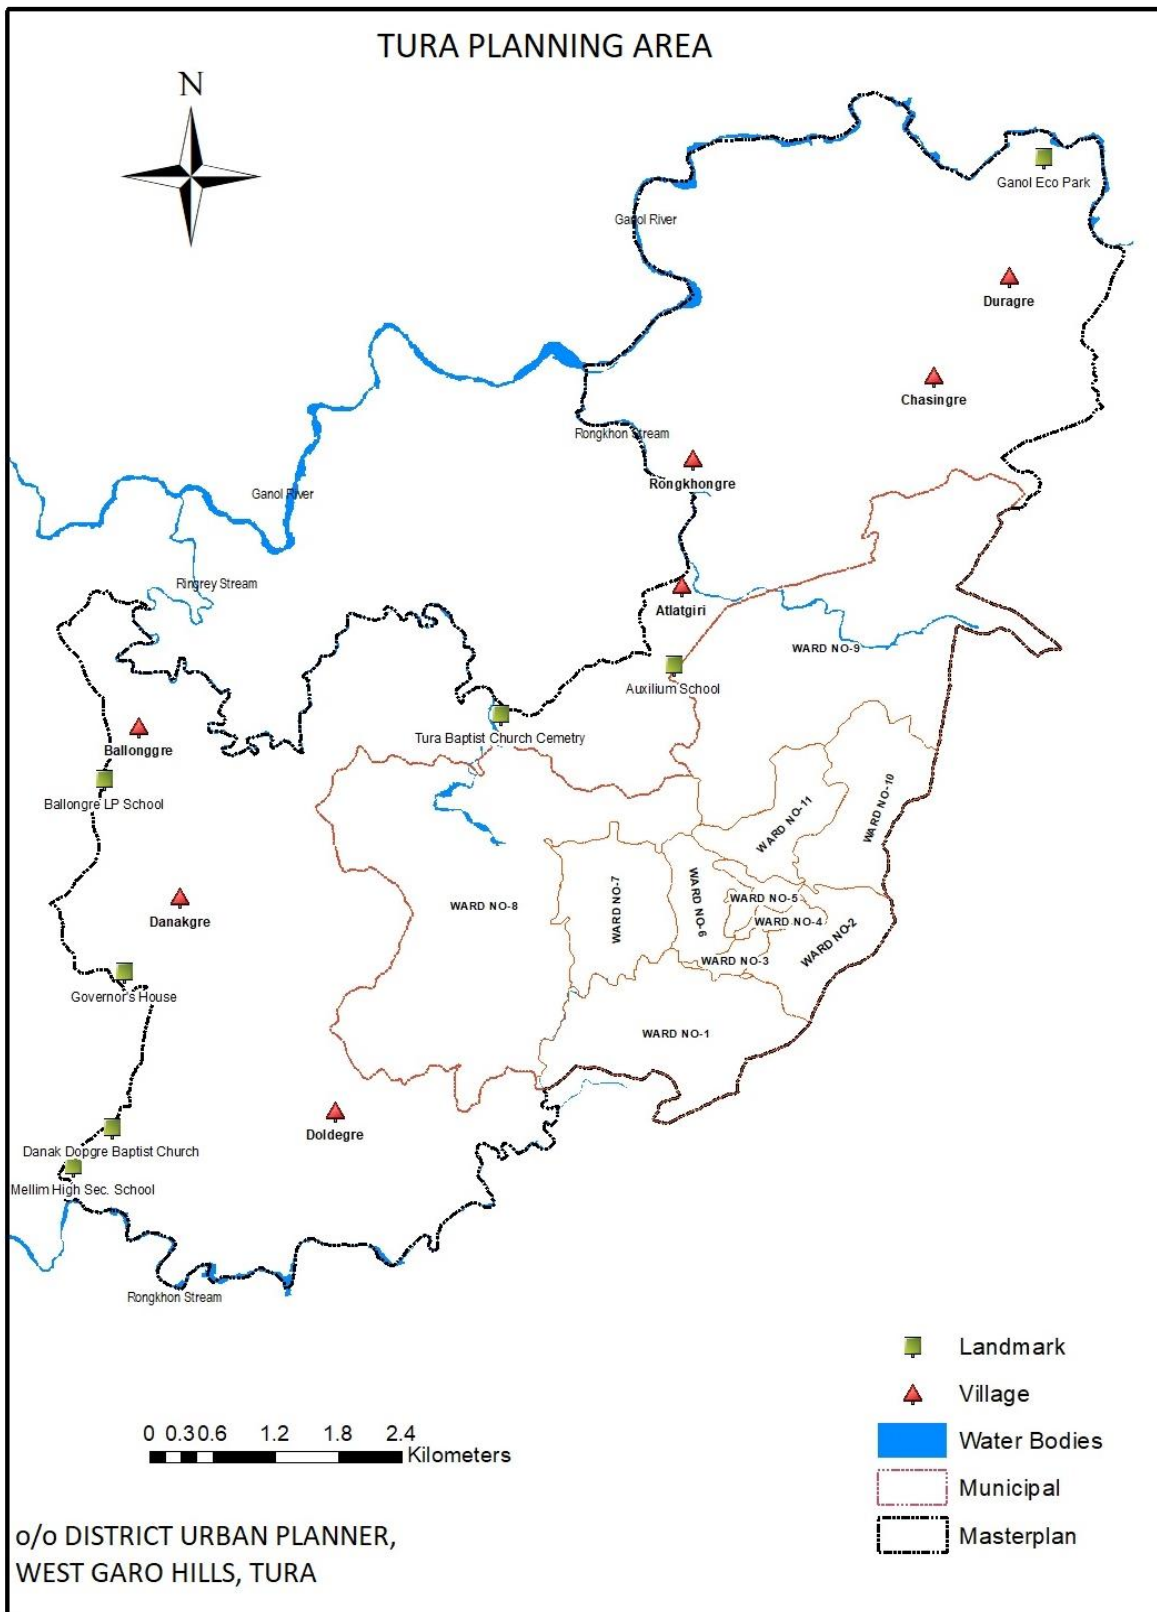 TURA PLANNING AREA
N
Ganol Eco Park
Ganol River
Duragre
Chasingre
Rongkhon Stream
Rongkhongre
Ganol River
Ringrey Stream
Atlatgiri
WARD NO-9
Auxilium School
Tura Baptist Church Cemetry
Ballonggre
Ballongre LP School
WARD NO-10
WARD NO-11
WARD NO-8
WARD NO-7
WARD NO-6
WARD NO-5
WARD NO-4
WARD NO-2
WARD NO-3
Danakgre
Governor's House
WARD NO-1
Doldegre
Danak Dopgre Baptist Church
Mellim High Sec. School
Rongkhon Stream
Landmark
Village
Water Bodies
Municipal
Masterplan
0 0.3 0.6 1.2 1.8 2.4
Kilometers
o/o DISTRICT URBAN PLANNER,
WEST GARO HILLS, TURA